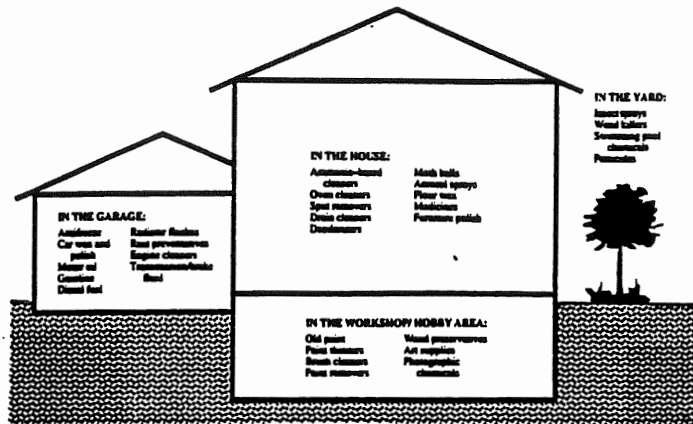 IN THE YARD:
Insect sprays
Weed killers
Swimming pool
chemicals
Pesticides
IN THE HOUSE:
Ammonia-based
cleaners
Oven cleaners
Spot removers
Drain cleaners
Deodorizers
Moth balls
Aerosol sprays
Floor wax
Medicines
Furniture polish
IN THE GARAGE:
Antifreeze
Car wax and
polish
Motor oil
Gasoline
Diesel fuel
Radiator flushes
Rust preventatives
Engine cleaners
Transmission/brake
fluid
IN THE WORKSHOP/ HOBBY AREA:
Old paint
Paint thinners
Brush cleaners
Paint removers
Wood preservatives
Art supplies
Photographic
chemicals